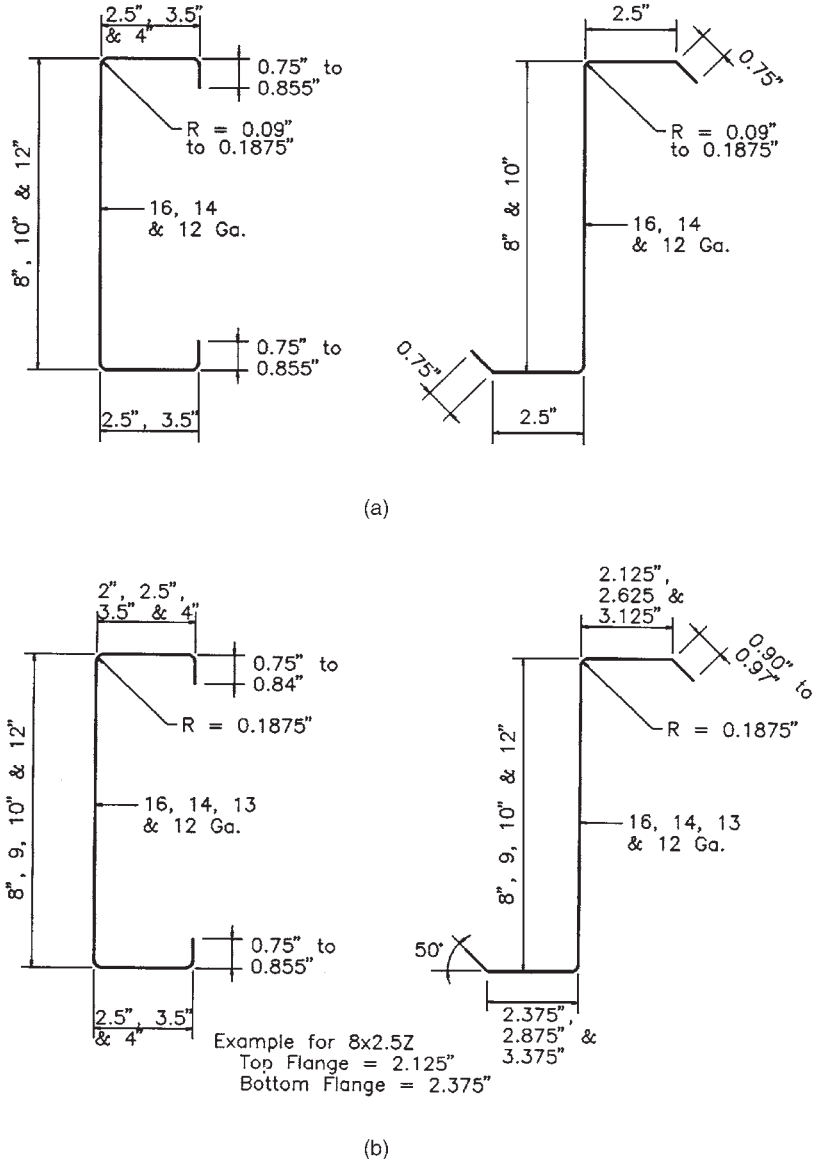 2.5", 3.5"
& 4"
0.75" to
0.855"
R = 0.09"
to 0.1875"
8", 10" & 12"
16, 14
& 12 Ga.
0.75" to
0.855"
2.5", 3.5"
2.5"
0.75"
R = 0.09"
to 0.1875"
8" & 10"
16, 14
& 12 Ga.
0.75"
2.5"
(a)
2", 2.5",
3.5" & 4"
0.75" to
0.84"
R = 0.1875"
8", 9, 10" & 12"
16, 14, 13
& 12 Ga.
0.75" to
0.855"
2.5", 3.5"
& 4"
2.125",
2.625 &
3.125"
0.90" to
0.97"
R = 0.1875"
8", 9, 10" & 12"
16, 14, 13
& 12 Ga.
50°
2.375",
2.875" &
3.375"
Example for 8x2.5Z
Top Flange = 2.125"
Bottom Flange = 2.375"
(b)